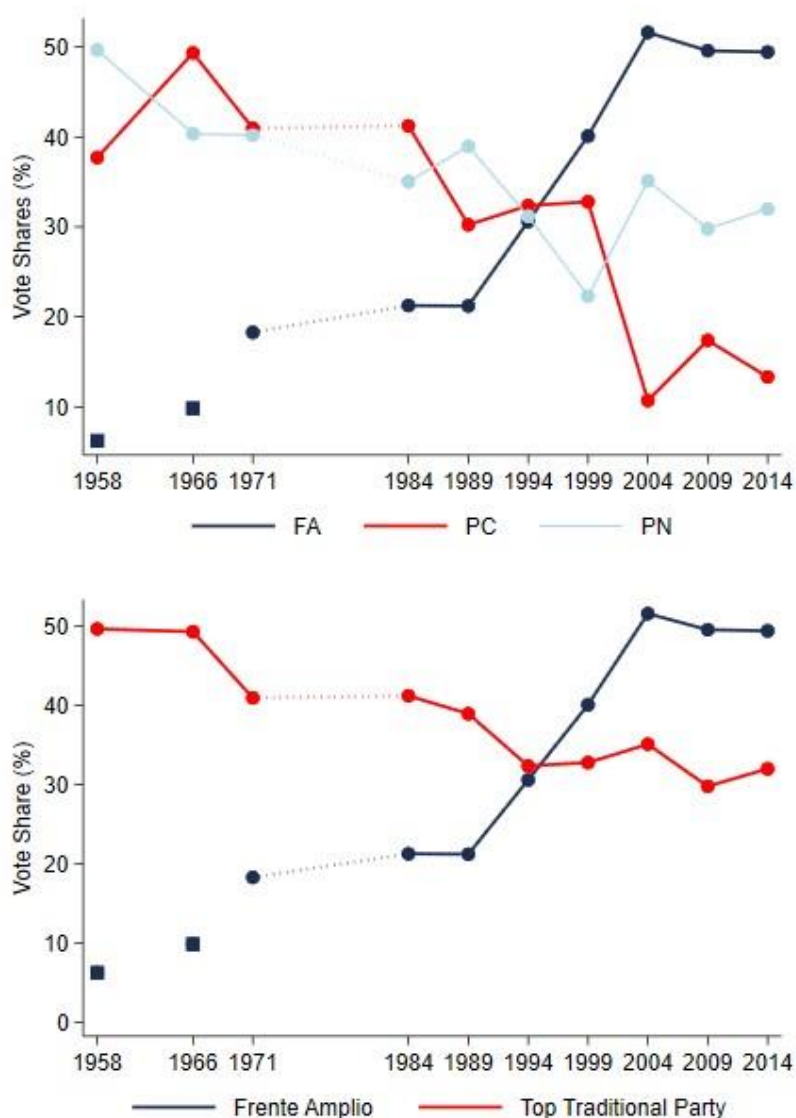 Vote Shares (%)
50
40
30
20
10
1958 1966 1971 1984 1989 1994 1999 2004 2009 2014
FA PC PN
Vote Share (%)
50
40
30
20
10
0
1958 1966 1971 1984 1989 1994 1999 2004 2009 2014
Frente Amplio Top Traditional Party